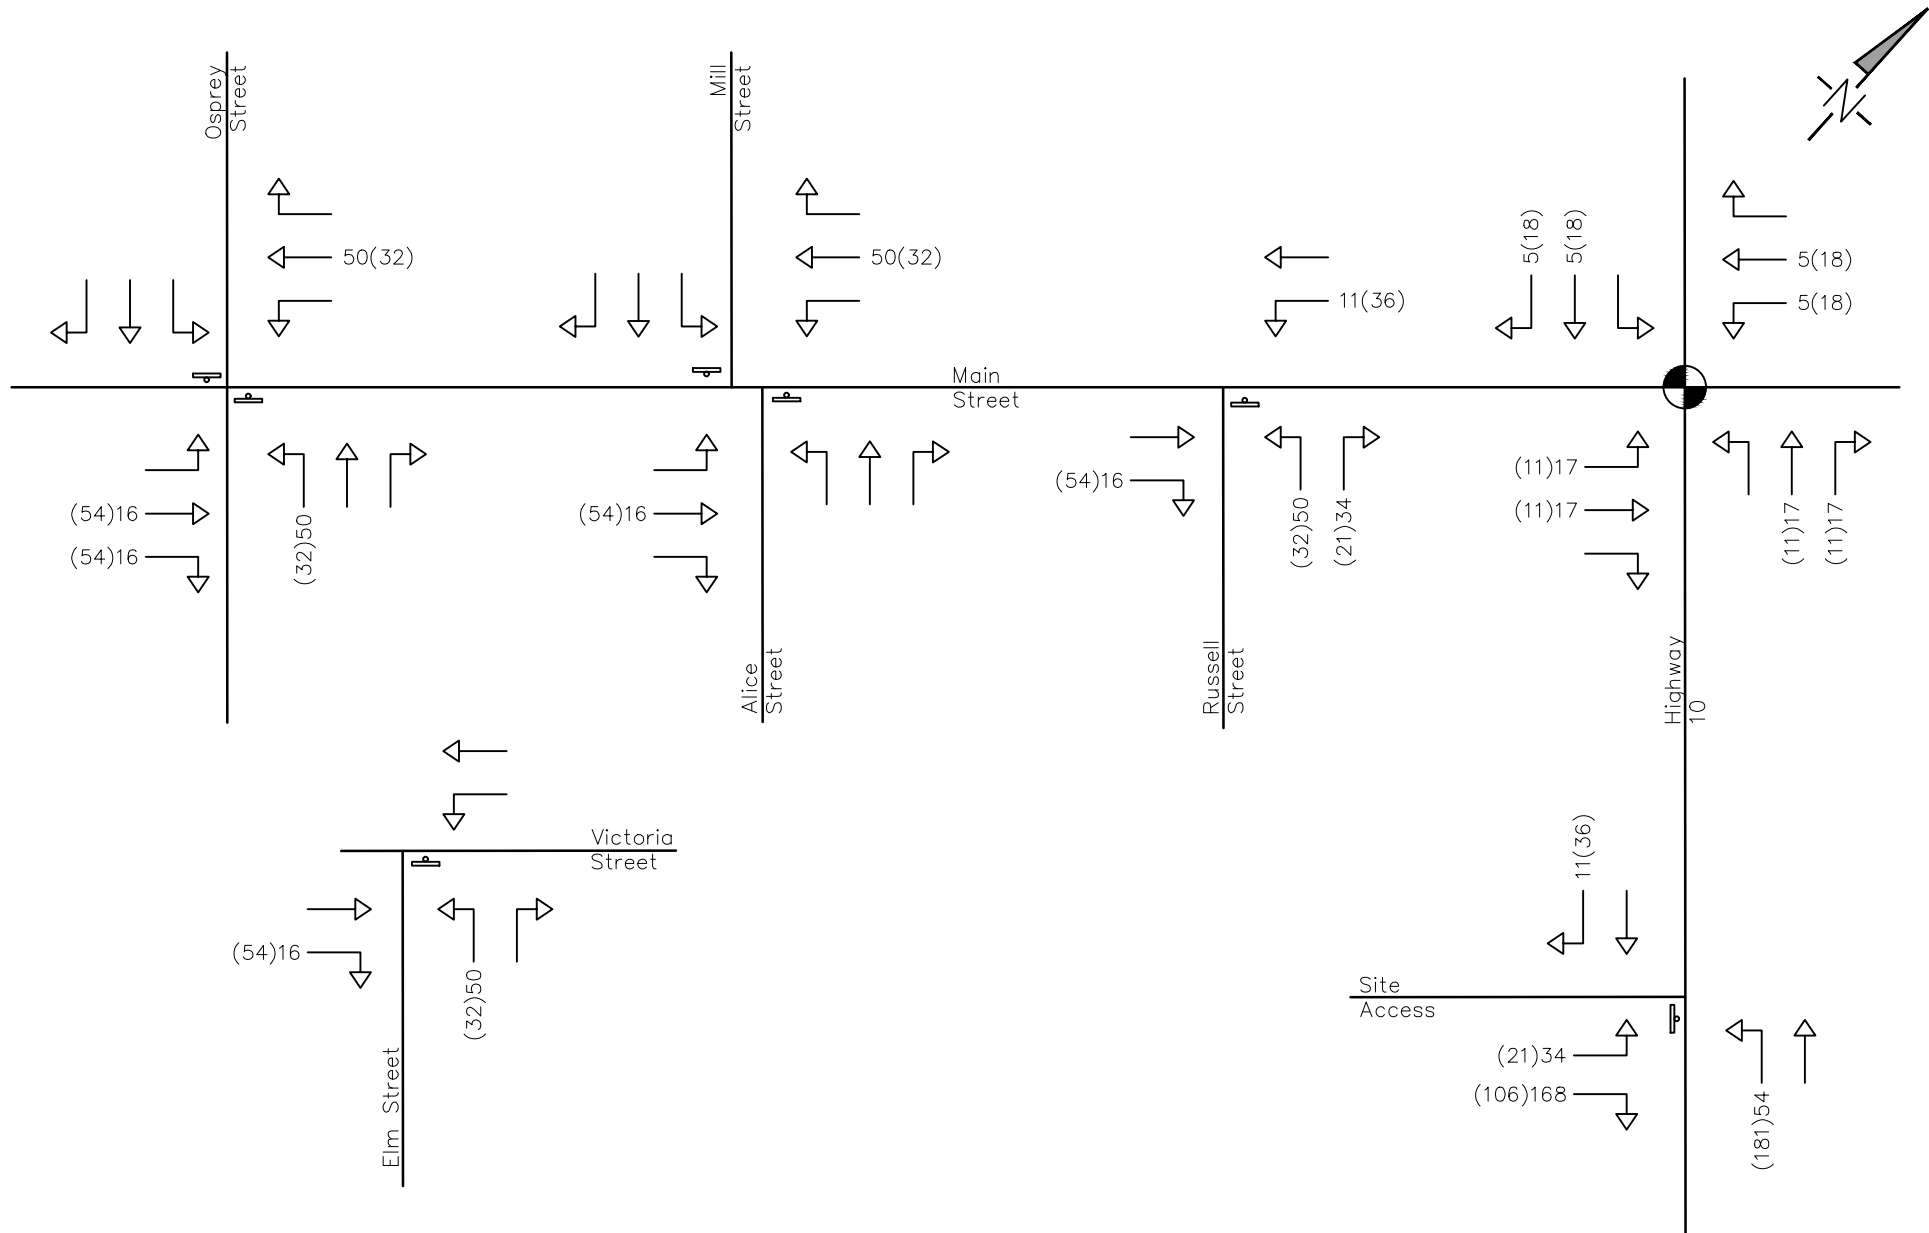 Osprey
Street
Mill
Street
N
50(32)
50(32)
11(36)
5(18)
5(18)
5(18)
5(18)
Main
Street
(54)16
(54)16
(32)50
(54)16
(54)16
(32)50
(21)34
(11)17
(11)17
(11)17
(11)17
Alice
Street
Russell
Street
Highway
10
Victoria
Street
(54)16
(32)50
Elm Street
11(36)
Site
Access
(21)34
(106)168
(181)54